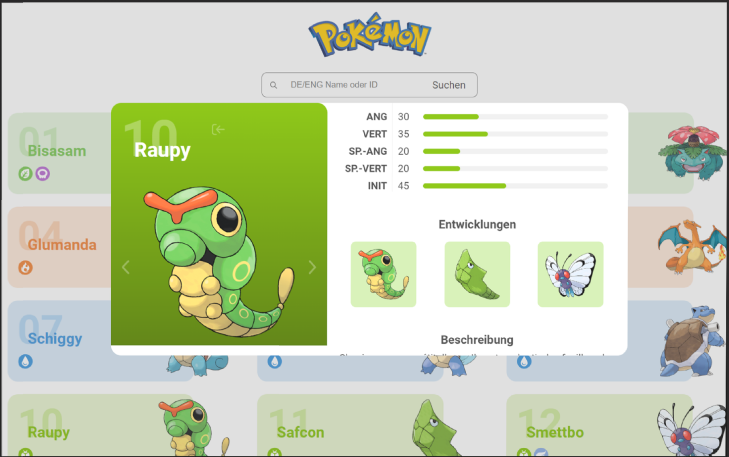 POKéMON
DE/ENG Name oder ID
Suchen
01
Bisasam
04
Glumanda
07
Schiggy
10
Raupy
ANG 30
VERT 35
SP.-ANG 20
SP.-VERT 20
INIT 45
Entwicklungen
Beschreibung
10
Raupy
11
Safcon
12
Smettbo